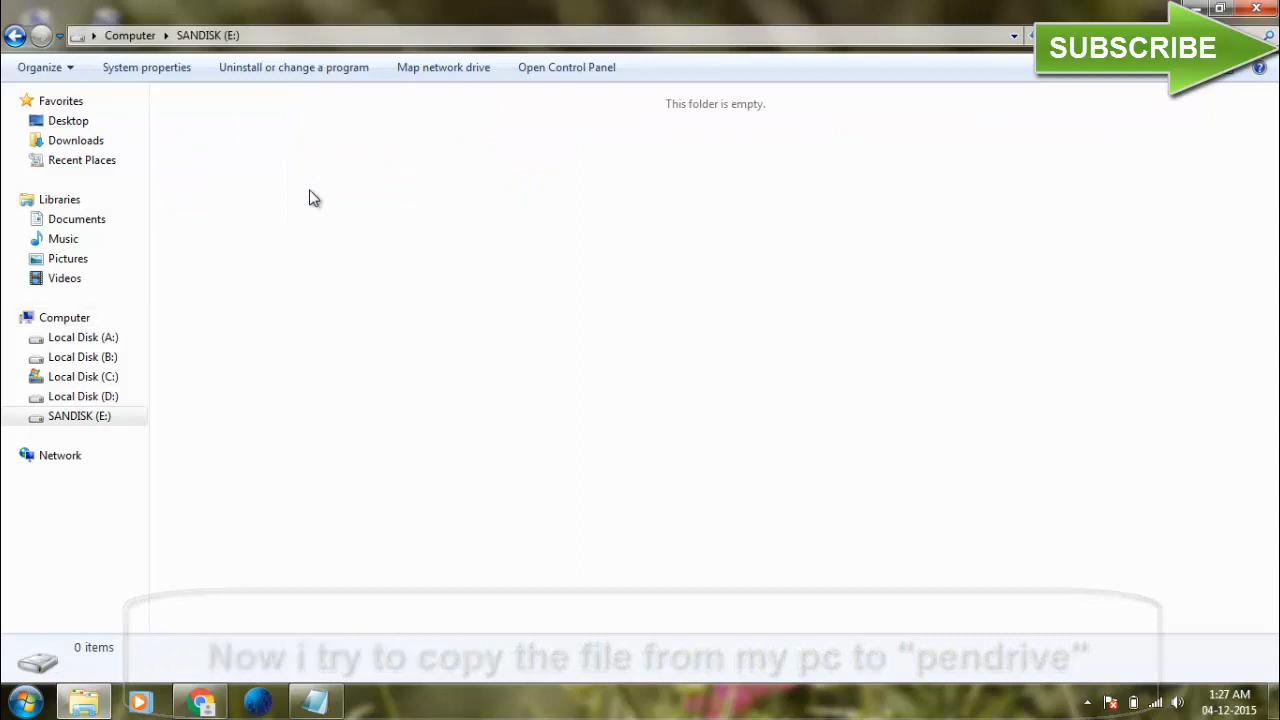 SUBSCRIBE
Computer SANDISK (E:)
Organize System properties Uninstall or change a program Map network drive Open Control Panel
This folder is empty.
Favorites
Desktop
Downloads
Recent Places
Libraries
Documents
Music
Pictures
Videos
Computer
Local Disk (A:)
Local Disk (B:)
Local Disk (C:)
Local Disk (D:)
SANDISK (E:)
Network
0 items
Now i try to copy the file from my pc to "pendrive"
1:27 AM
04-12-2015